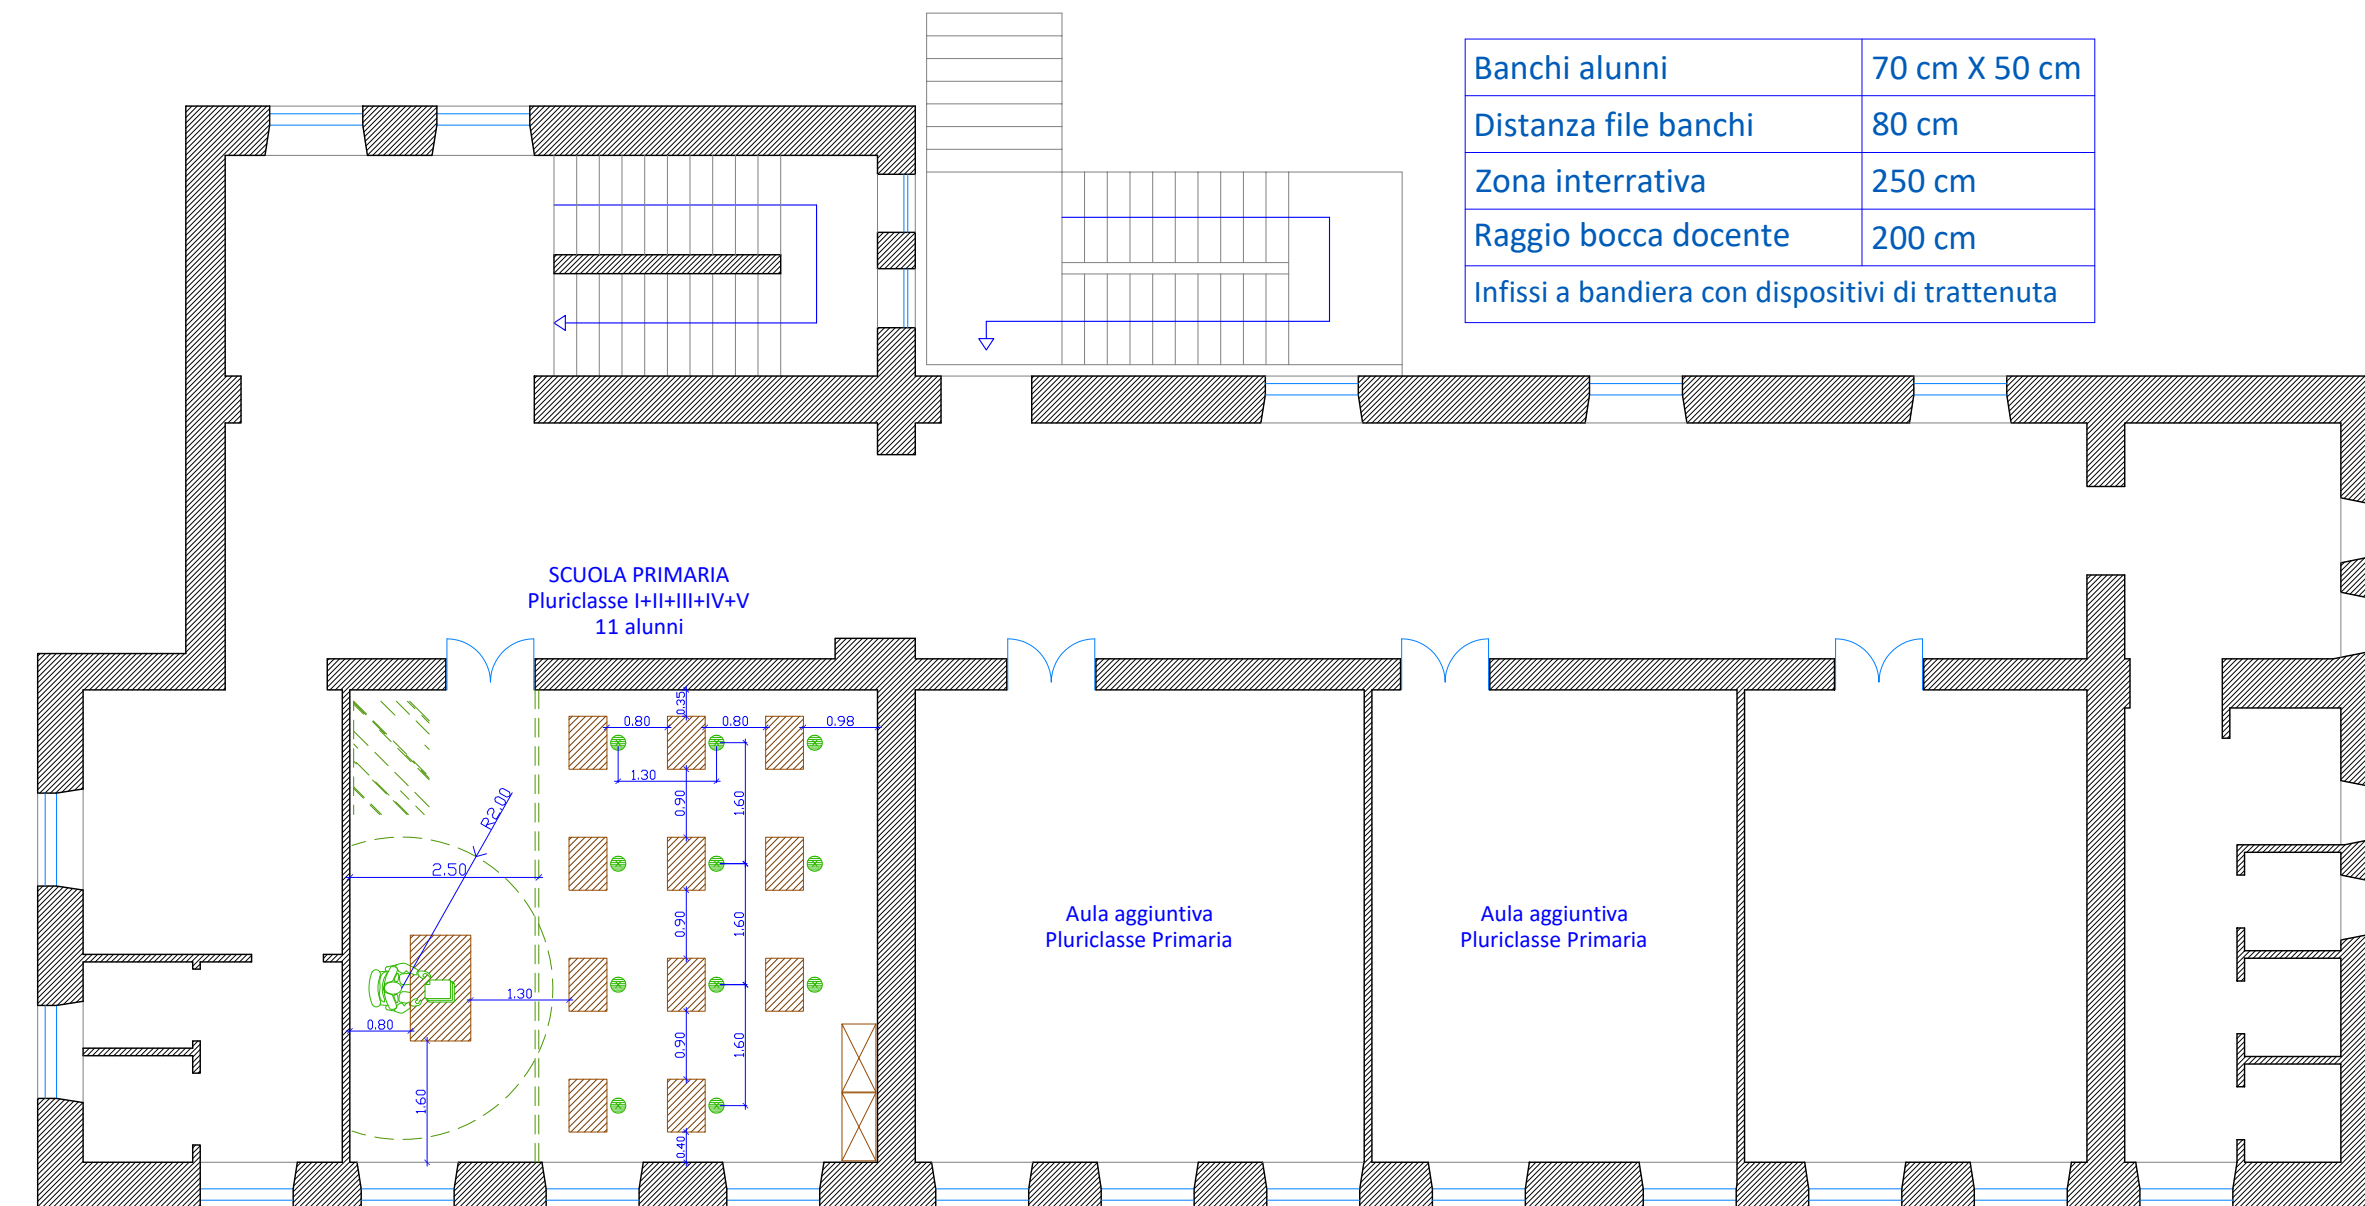 Banchi alunni 70 cm X 50 cm
Distanza file banchi 80 cm
Zona interrativa 250 cm
Raggio bocca docente 200 cm
Infissi a bandiera con dispositivi di trattenuta
SCUOLA PRIMARIA
Pluriclasse I+II+III+IV+V
11 alunni
0.35
0.80
0.80
0.98
1.30
0.90
1.60
R2.00
2.50
0.90
1.60
1.30
0.80
0.90
1.60
1.60
0.40
Aula aggiuntiva
Pluriclasse Primaria
Aula aggiuntiva
Pluriclasse Primaria